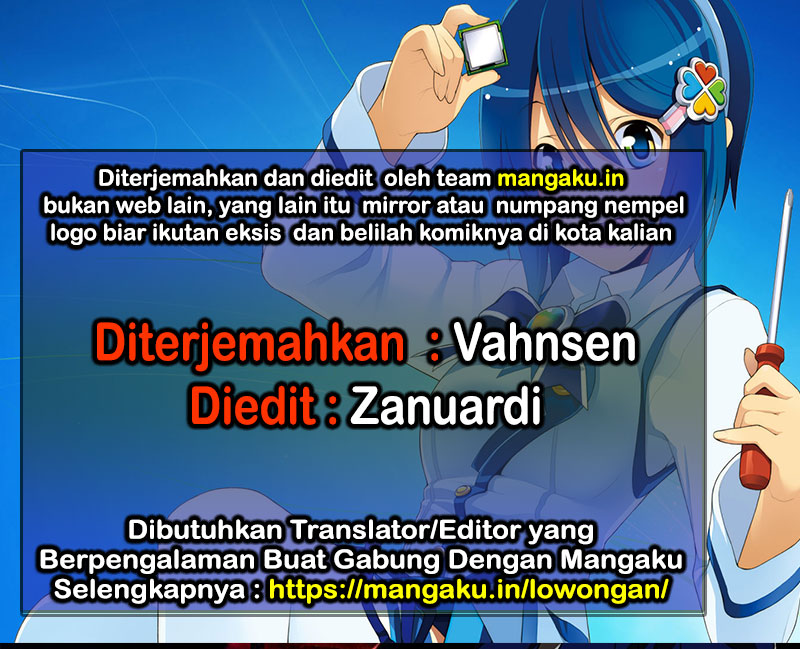 Diterjemahkan dan diedit oleh team mangaku.in
bukan web lain, yang lain itu mirror atau numpang nempel
logo biar ikutan eksis dan belilah komiknya di kota kalian
Diterjemahkan : Vahnsen
Diedit : Zanuardi
Dibutuhkan Translator/Editor yang
Berpengalaman Buat Gabung Dengan Mangaku
Selengkapnya : https://mangaku.in/lowongan/